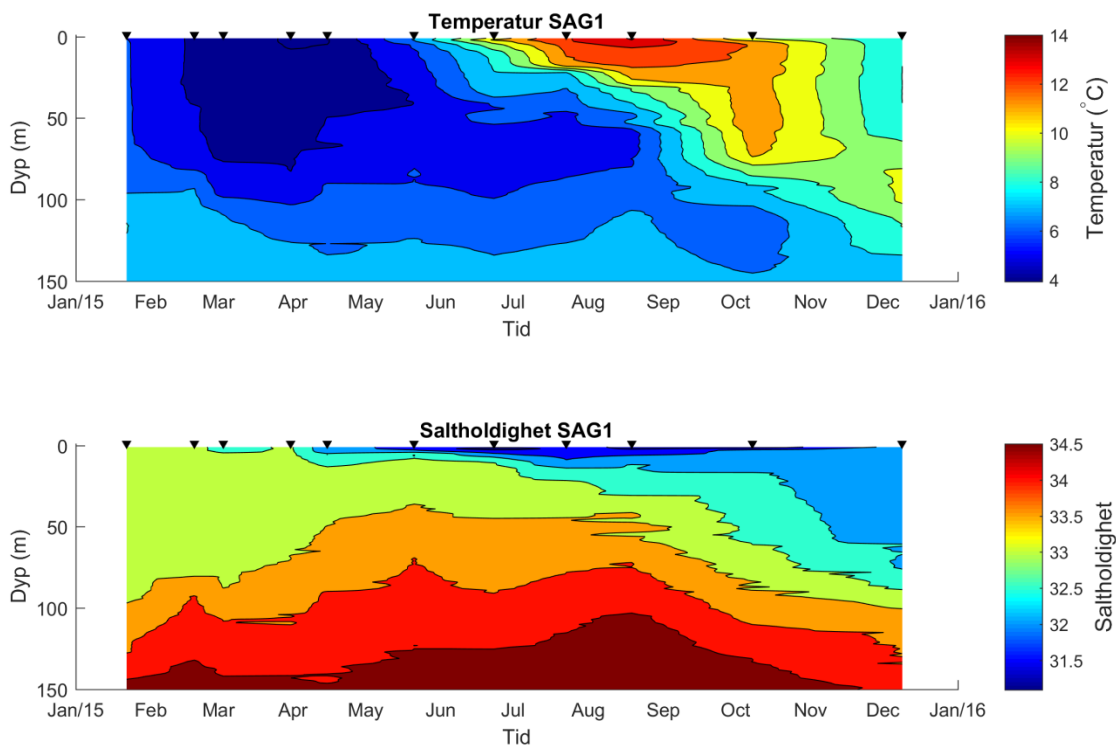 Temperatur SAG1
0
50
100
150
Dyp (m)
Jan/15 Feb Mar Apr May Jun Jul Aug Sep Oct Nov Dec Jan/16
Tid
14
12
10
8
6
4
Temperatur (°C)
Saltholdighet SAG1
0
50
100
150
Dyp (m)
Jan/15 Feb Mar Apr May Jun Jul Aug Sep Oct Nov Dec Jan/16
Tid
34.5
34
33.5
33
32.5
32
31.5
Saltholdighet